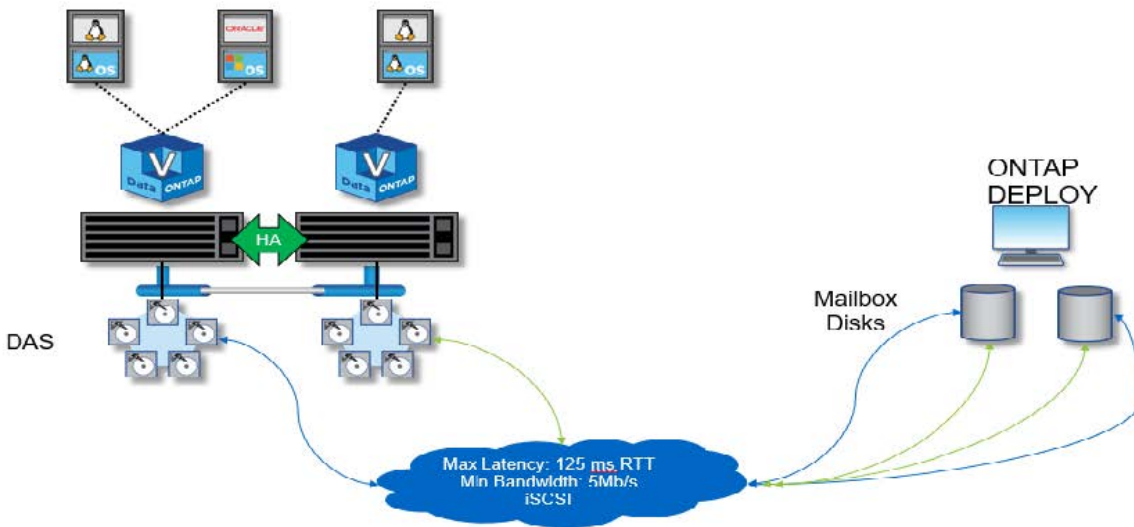 ORACLE
OS
OS
OS
V
Data ONTAP
V
Data ONTAP
HA
DAS
ONTAP
DEPLOY
Mailbox
Disks
Max Latency: 125 ms RTT
Min Bandwidth: 5Mb/s
iSCSI